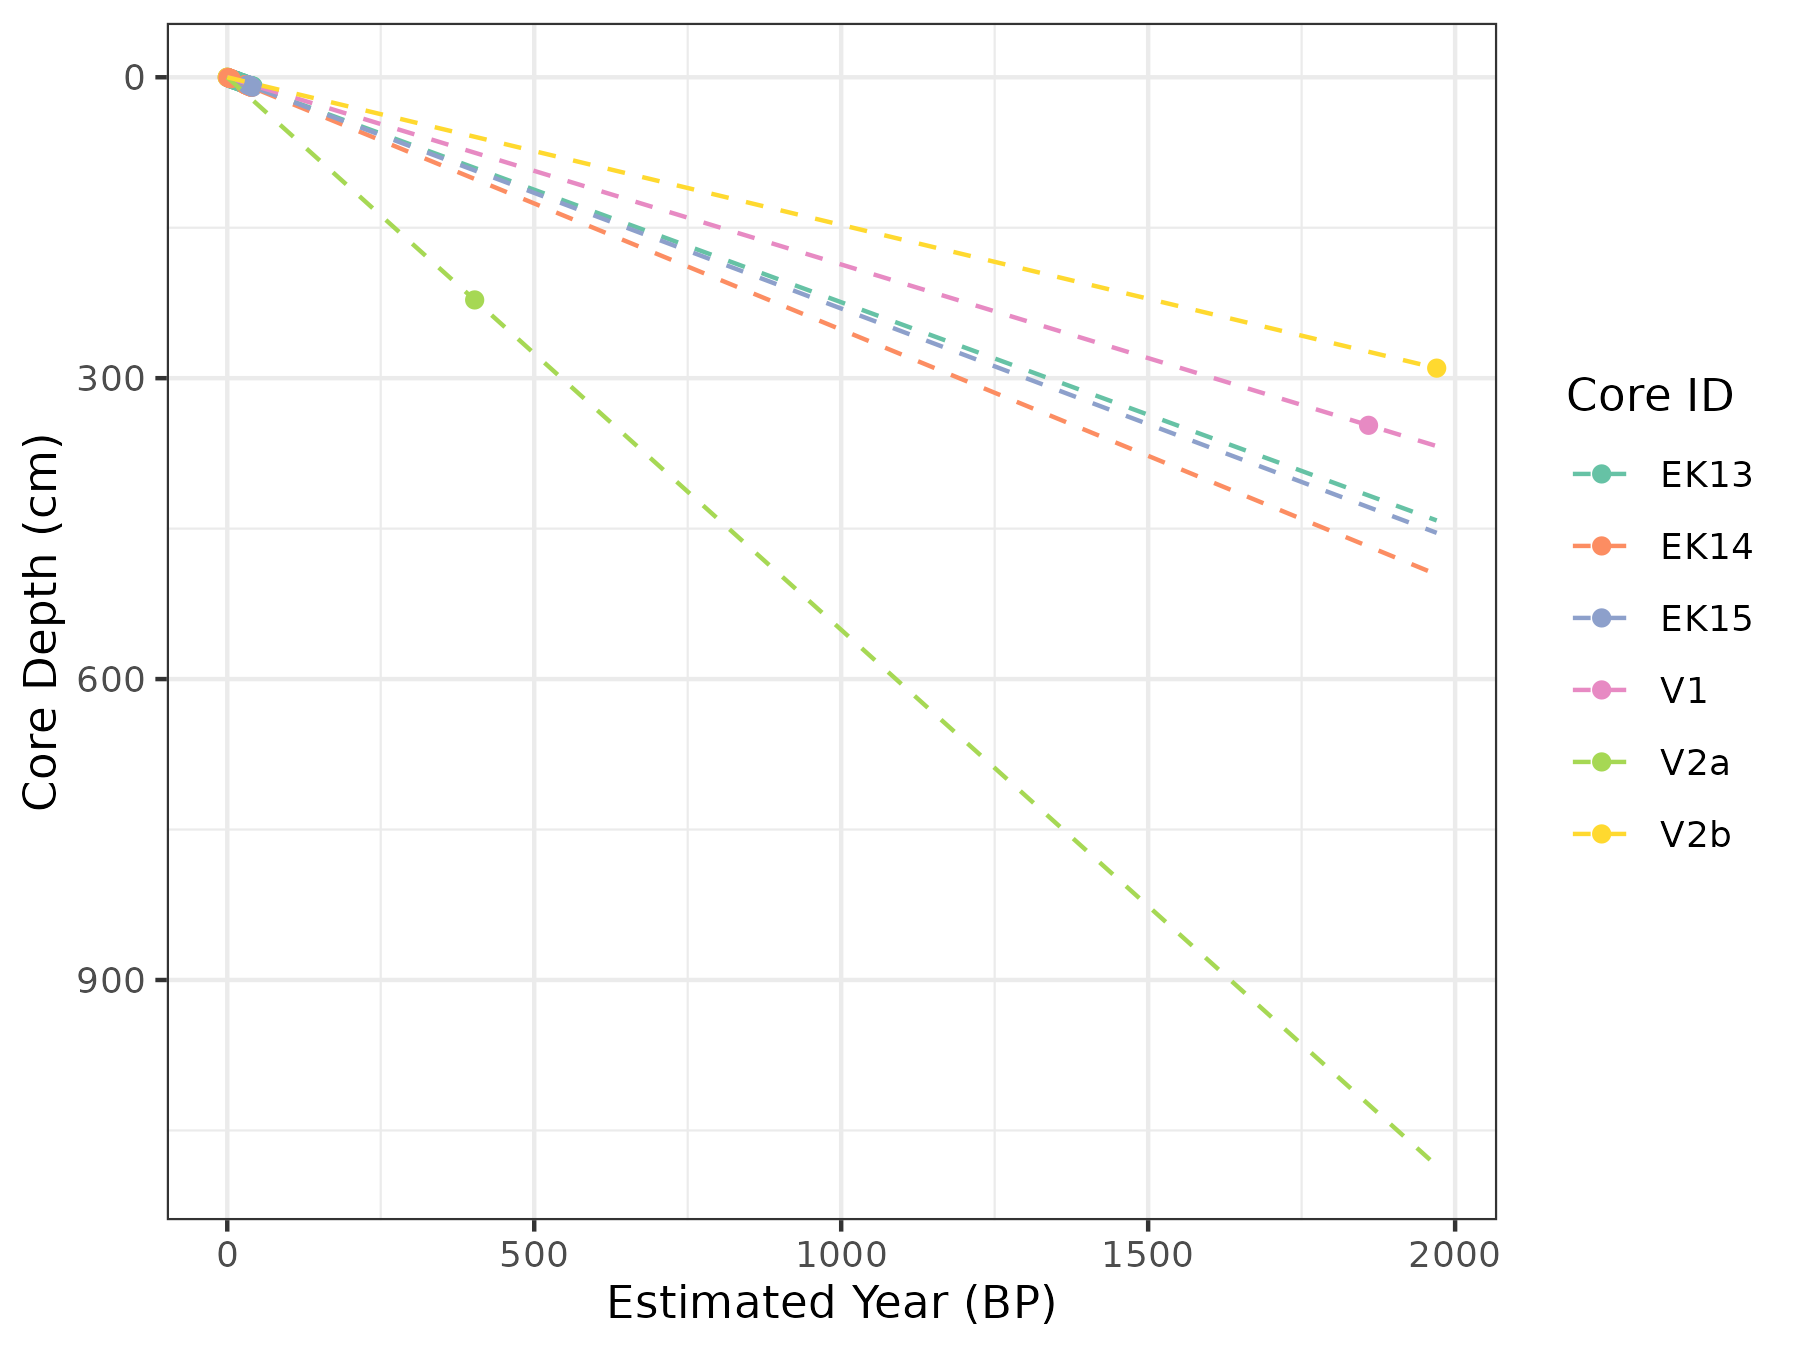 0
300
600
900
Core Depth (cm)
0 500 1000 1500 2000
Estimated Year (BP)
Core ID
EK13
EK14
EK15
V1
V2a
V2b